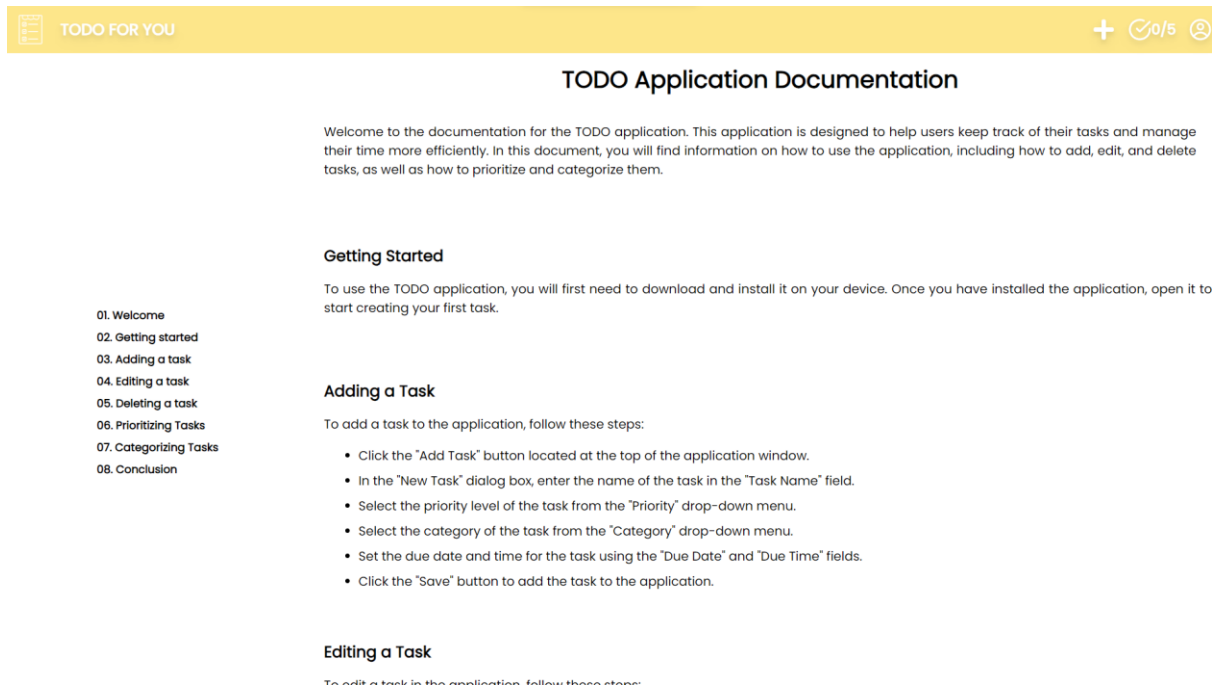 TODO FOR YOU
0/5
TODO Application Documentation
Welcome to the documentation for the TODO application. This application is designed to help users keep track of their tasks and manage
their time more efficiently. In this document, you will find information on how to use the application, including how to add, edit, and delete
tasks, as well as how to prioritize and categorize them.
Getting Started
To use the TODO application, you will first need to download and install it on your device. Once you have installed the application, open it to
start creating your first task.
01. Welcome
02. Getting started
03. Adding a task
04. Editing a task
05. Deleting a task
06. Prioritizing Tasks
07. Categorizing Tasks
08. Conclusion
Adding a Task
To add a task to the application, follow these steps:
• Click the "Add Task" button located at the top of the application window.
• In the "New Task" dialog box, enter the name of the task in the "Task Name" field.
• Select the priority level of the task from the "Priority" drop-down menu.
• Select the category of the task from the "Category" drop-down menu.
• Set the due date and time for the task using the "Due Date" and "Due Time" fields.
• Click the "Save" button to add the task to the application.
Editing a Task
To edit a task in the application, follow these steps: